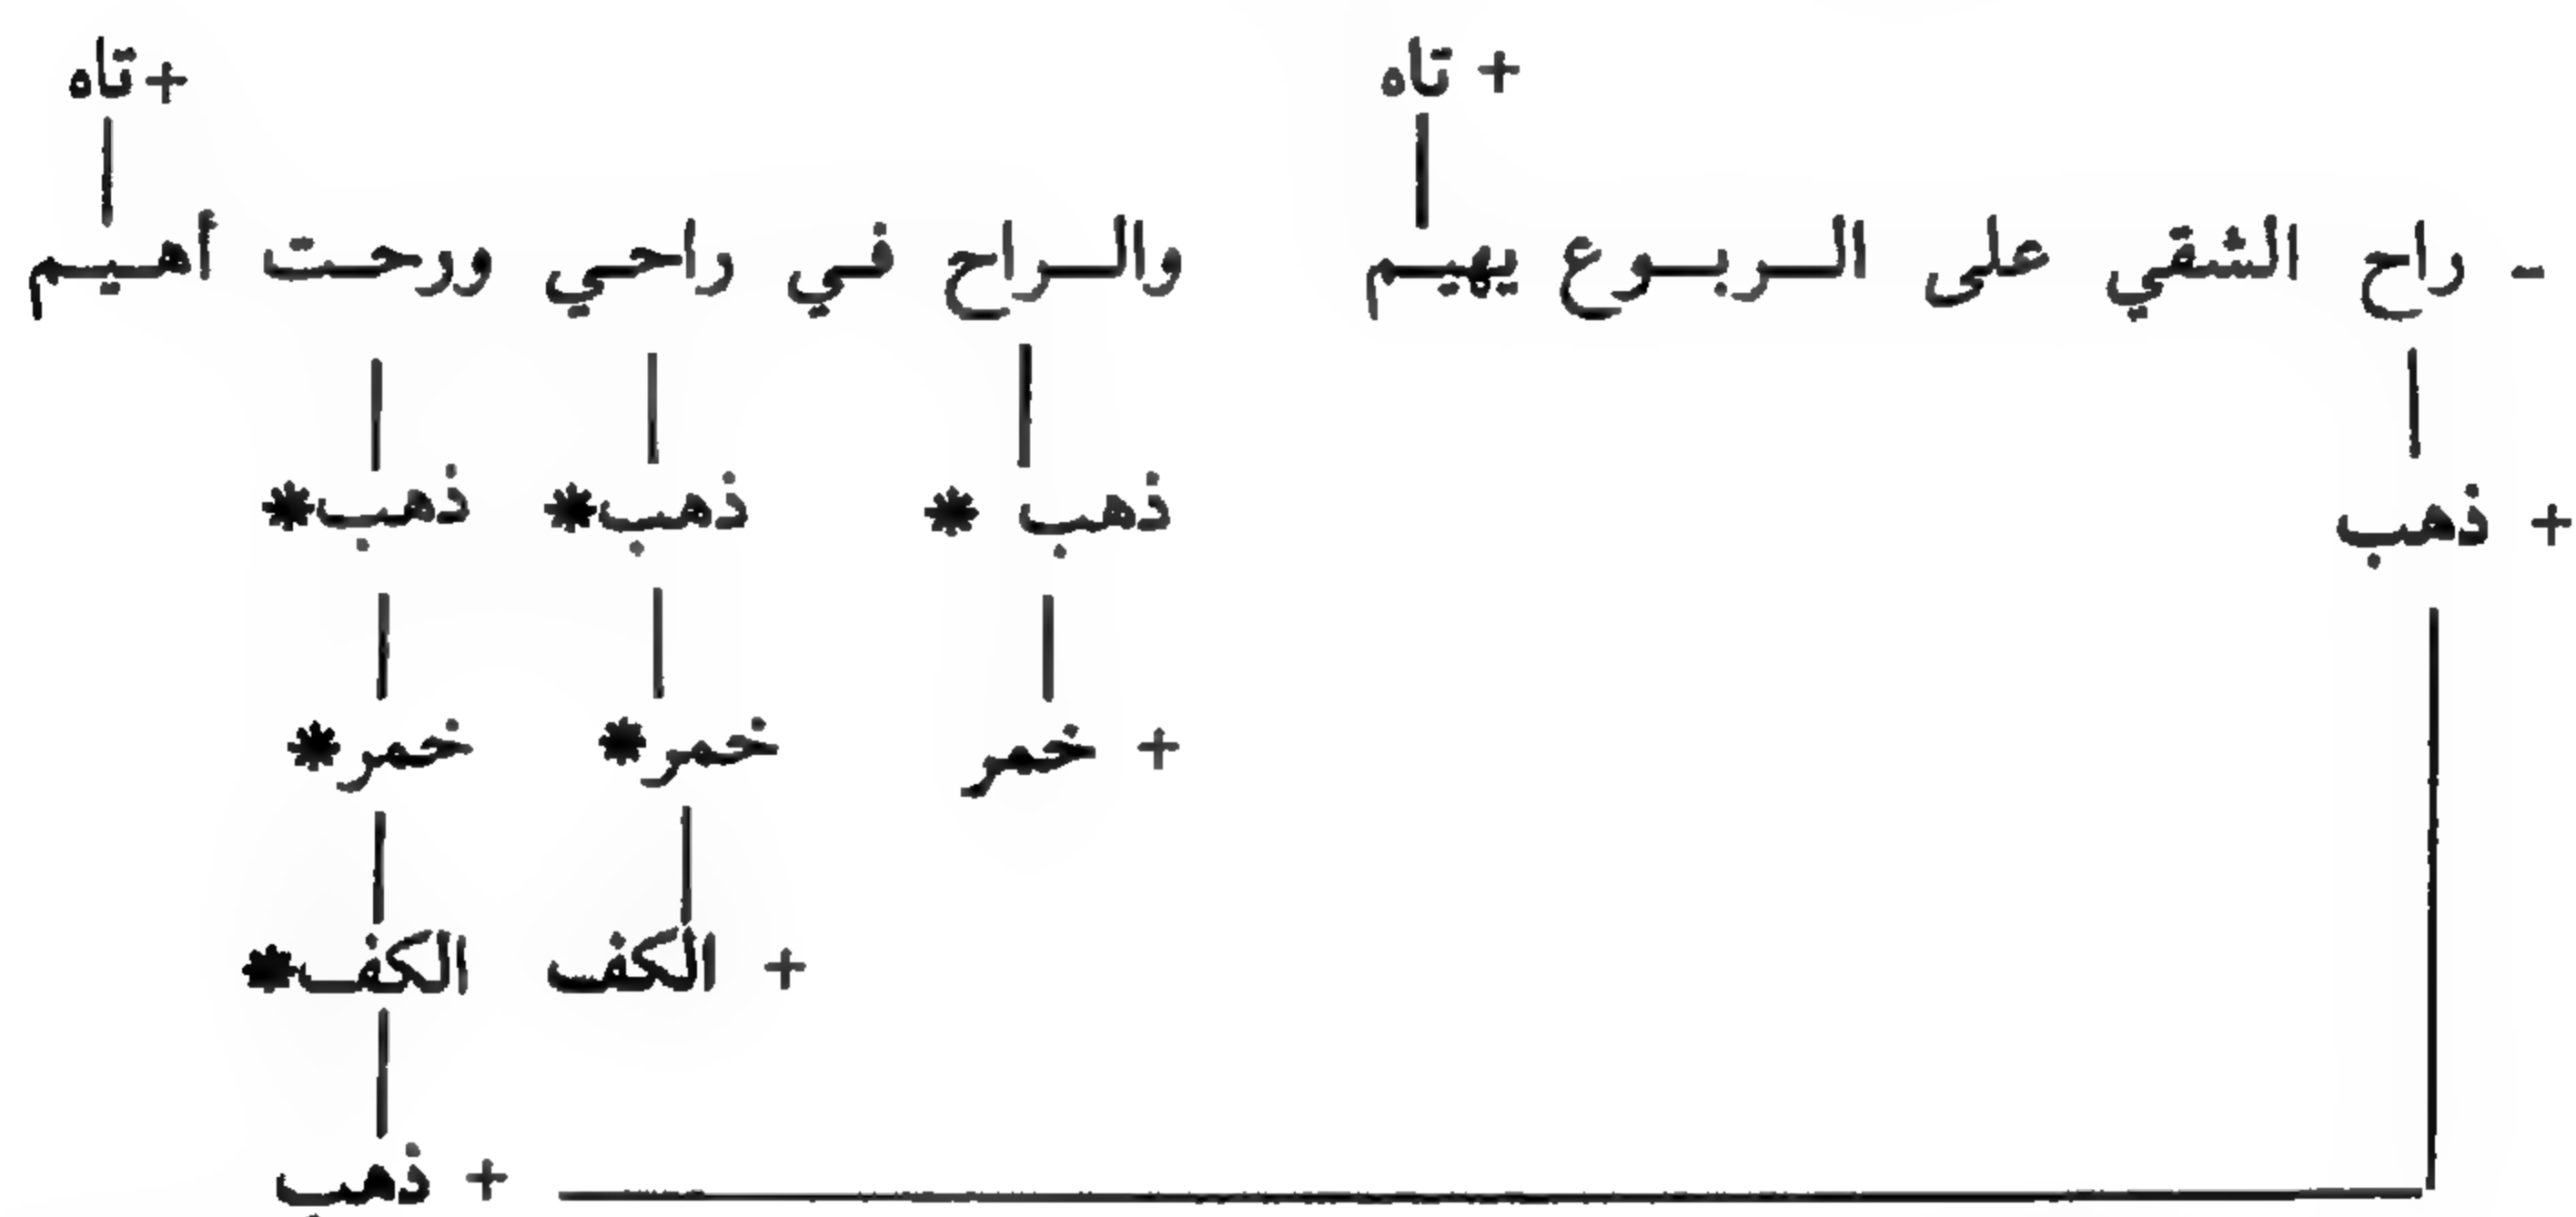 + تاه +تاه
- راح الشقي على الربوع يهيم والراح في راحي ورحت أهيم
+ ذهب ذهب * ذهب* ذهب*
+ خمر خمر* خمر*
+ الكف الكف*
+ ذهب